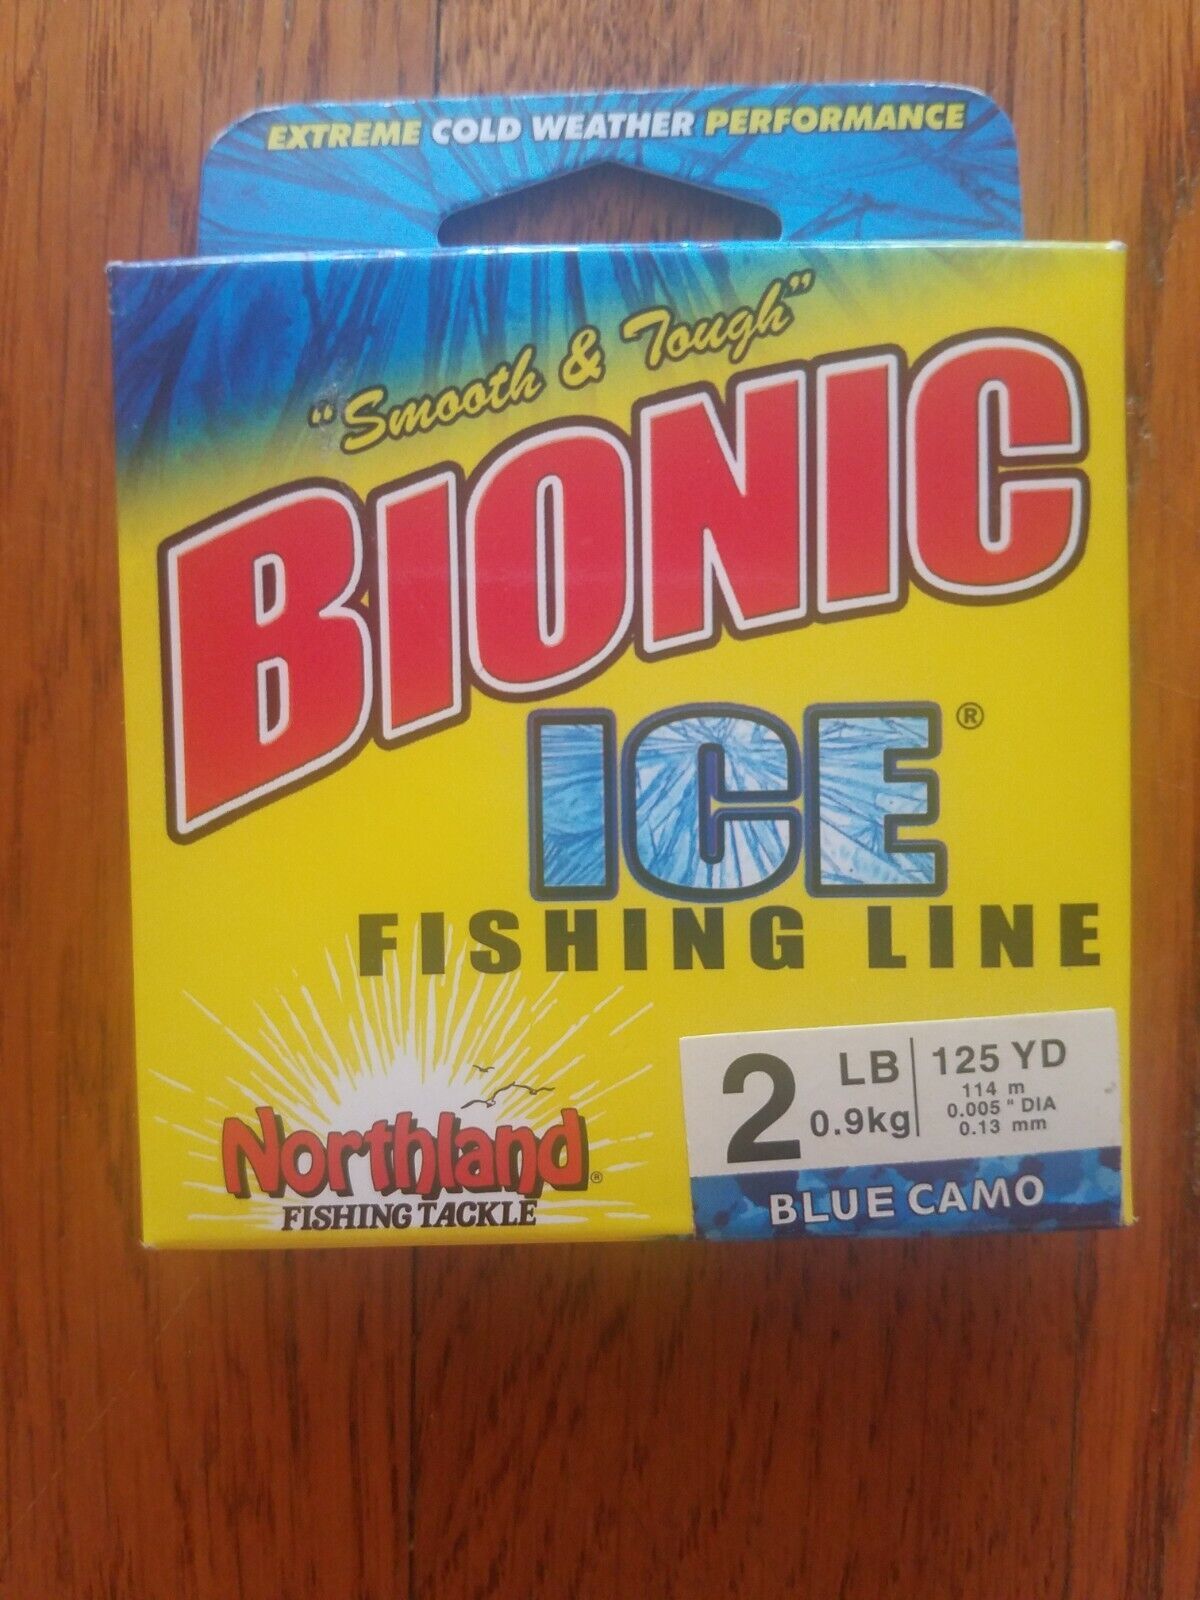 EXTREME COLD WEATHER PERFORMANCE
"Smooth & Tough"
BIONIC
ICE®
FISHING LINE
Northland®
FISHING TACKLE
2 LB
0.9kg
125 YD
114 m
0.005 " DIA
0.13 mm
BLUE CAMO